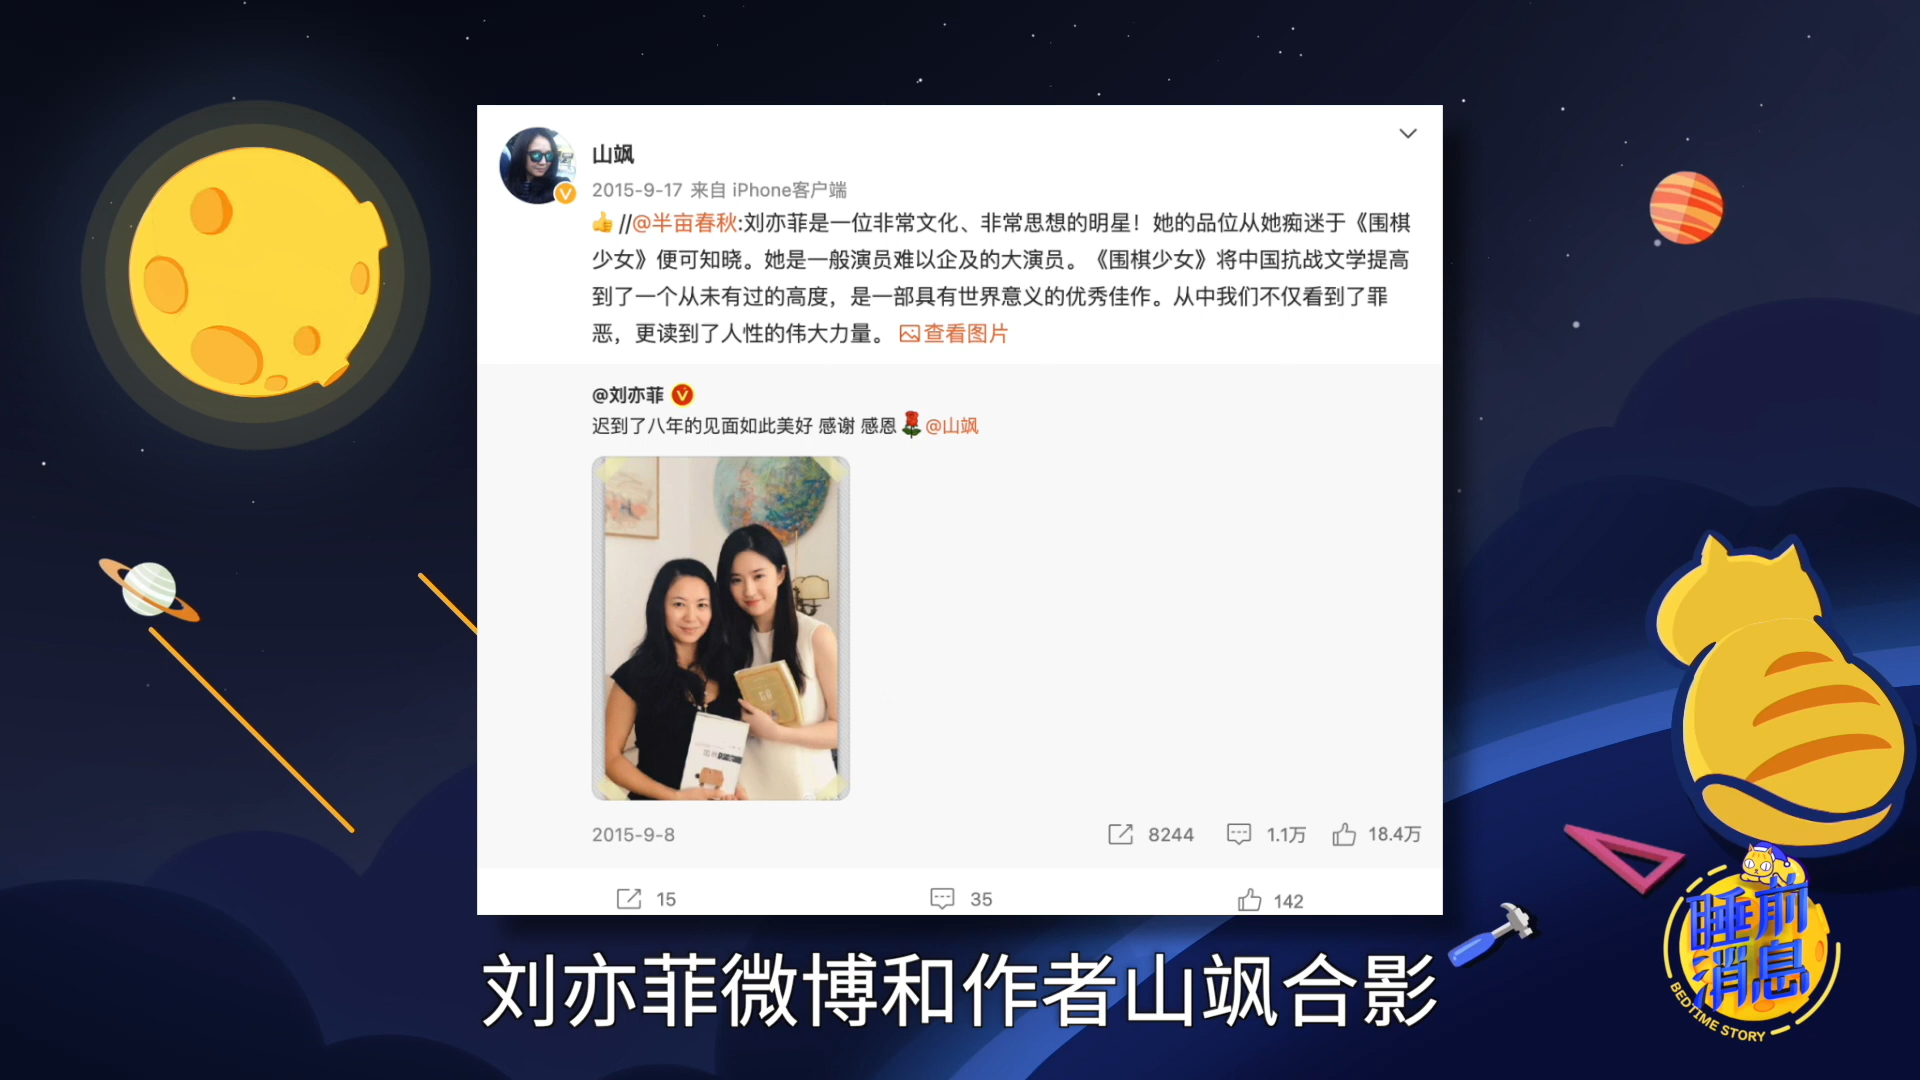 山飒
2015-9-17 来自 iPhone客户端
//@半亩春秋:刘亦菲是一位非常文化、非常思想的明星！她的品位从她痴迷于《围棋
少女》便可知晓。她是一般演员难以企及的大演员。《围棋少女》将中国抗战文学提高
到了一个从未有过的高度，是一部具有世界意义的优秀佳作。从中我们不仅看到了罪
恶，更读到了人性的伟大力量。 查看图片
@刘亦菲
迟到了八年的见面如此美好 感谢 感恩 @山飒
2015-9-8 8244 1.1万 18.4万
15 35 142
刘亦菲微博和作者山飒合影
睡前
消息
BEDTIME STORY